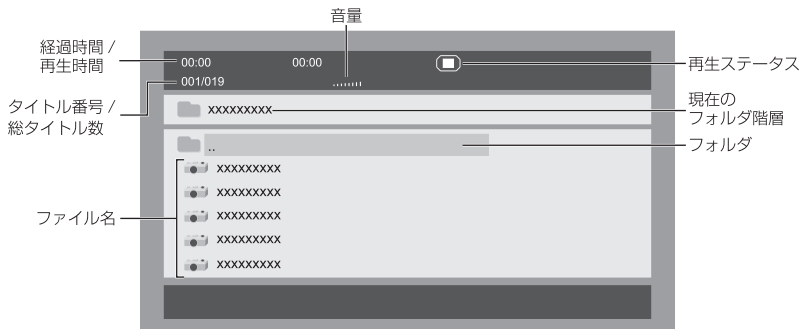 音量
経過時間 /
再生時間
00:00
00:00
再生ステータス
001/019
タイトル番号 /
総タイトル数
xxxxxxxxx
現在の
フォルダ階層
..
フォルダ
ファイル名
xxxxxxxxx
xxxxxxxxx
xxxxxxxxx
xxxxxxxxx
xxxxxxxxx